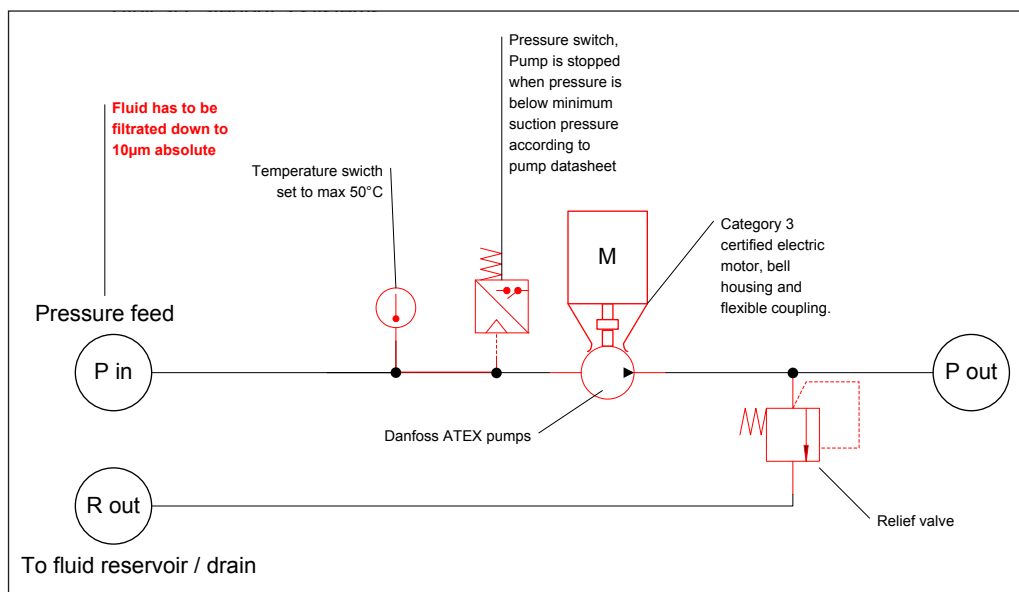 Pressure switch,
Pump is stopped
when pressure is
below minimum
suction pressure
according to
pump datasheet
Fluid has to be
filtrated down to
10µm absolute
Temperature swicth
set to max 50°C
Category 3
certified electric
motor, bell
housing and
flexible coupling.
M
Pressure feed
P in
P out
Danfoss ATEX pumps
R out
Relief valve
To fluid reservoir / drain